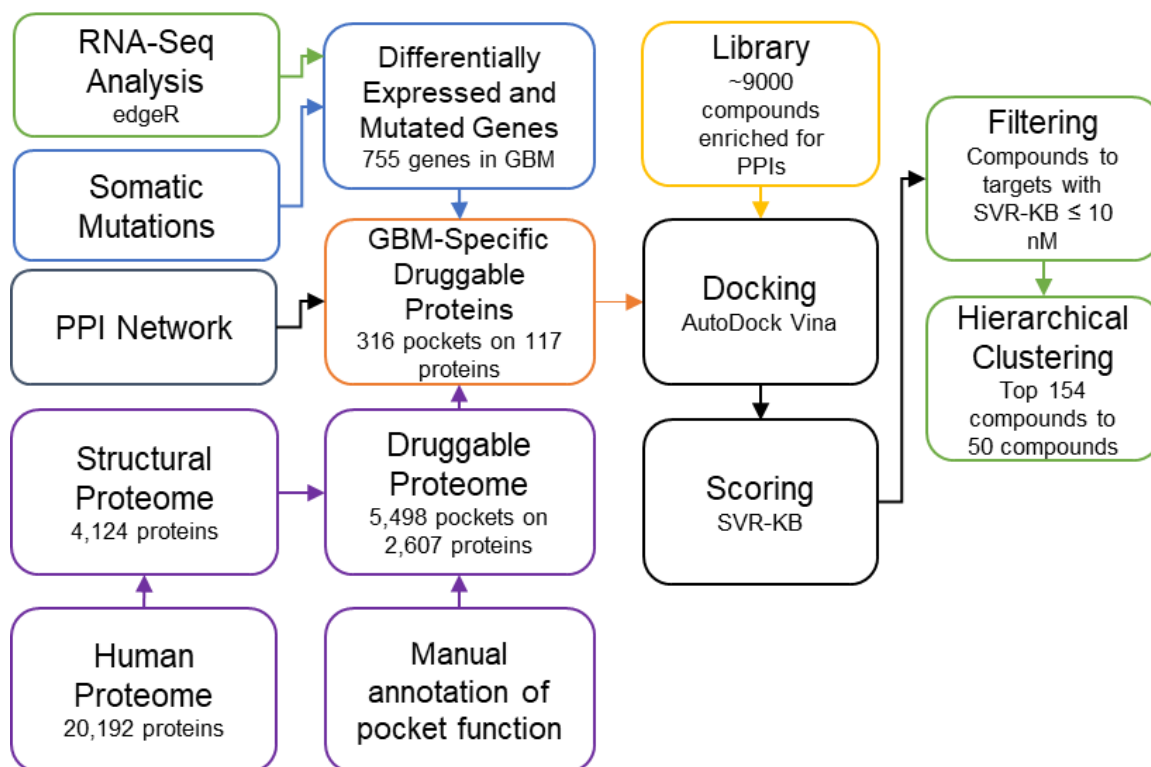 RNA-Seq
Analysis
edgeR
Somatic
Mutations
PPI Network
Structural
Proteome
4,124 proteins
Human
Proteome
20,192 proteins
Differentially
Expressed and
Mutated Genes
755 genes in GBM
GBM-Specific
Druggable
Proteins
316 pockets on 117
proteins
Druggable
Proteome
5,498 pockets on
2,607 proteins
Manual
annotation of
pocket function
Library
~9000
compounds
enriched for
PPIs
Docking
AutoDock Vina
Scoring
SVR-KB
Filtering
Compounds to
targets with
SVR-KB ≤ 10
nM
Hierarchical
Clustering
Top 154
compounds to
50 compounds